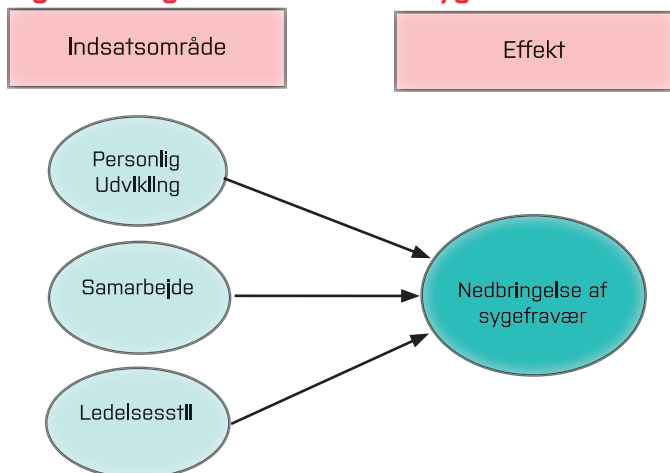 Indsatsområde
Effekt
Personlig
Udvikling
Samarbejde
Nedbringelse af
sygefravær
Ledelsesstil